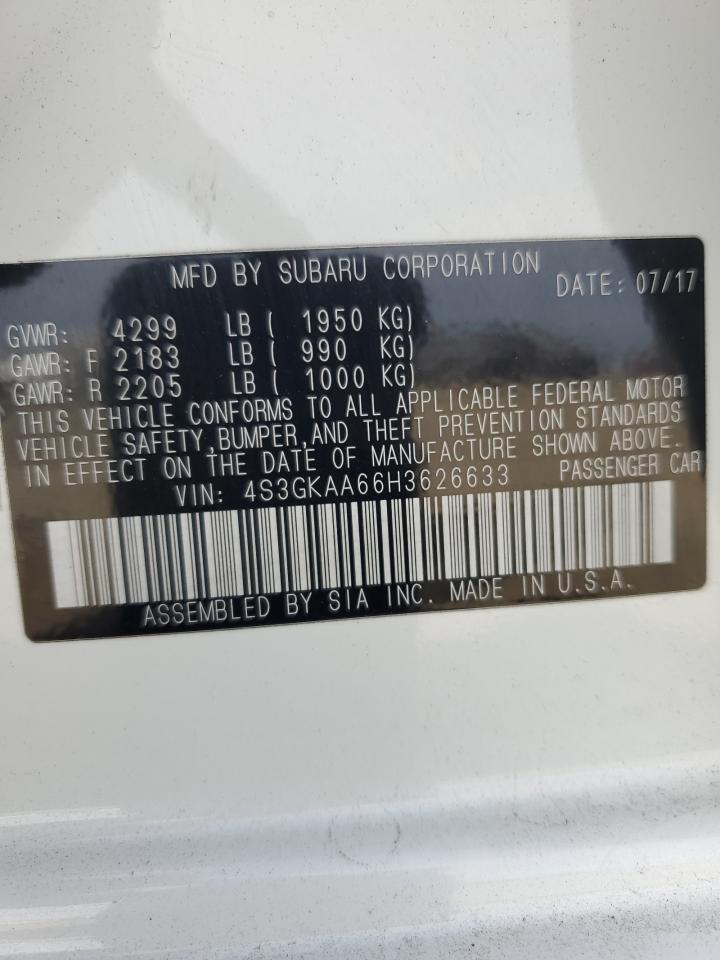 MFD BY SUBARU CORPORATION DATE: 07/17
GVWR: 4299 LB ( 1950 KG)
GAWR: F 2183 LB ( 990 KG)
GAWR: R 2205 LB ( 1000 KG)
THIS VEHICLE CONFORMS TO ALL APPLICABLE FEDERAL MOTOR
VEHICLE SAFETY,BUMPER,AND THEFT PREVENTION STANDARDS
IN EFFECT ON THE DATE OF MANUFACTURE SHOWN ABOVE.
VIN: 4S3GKAA66H3626633 PASSENGER CAR
ASSEMBLED BY SIA INC. MADE IN U.S.A.